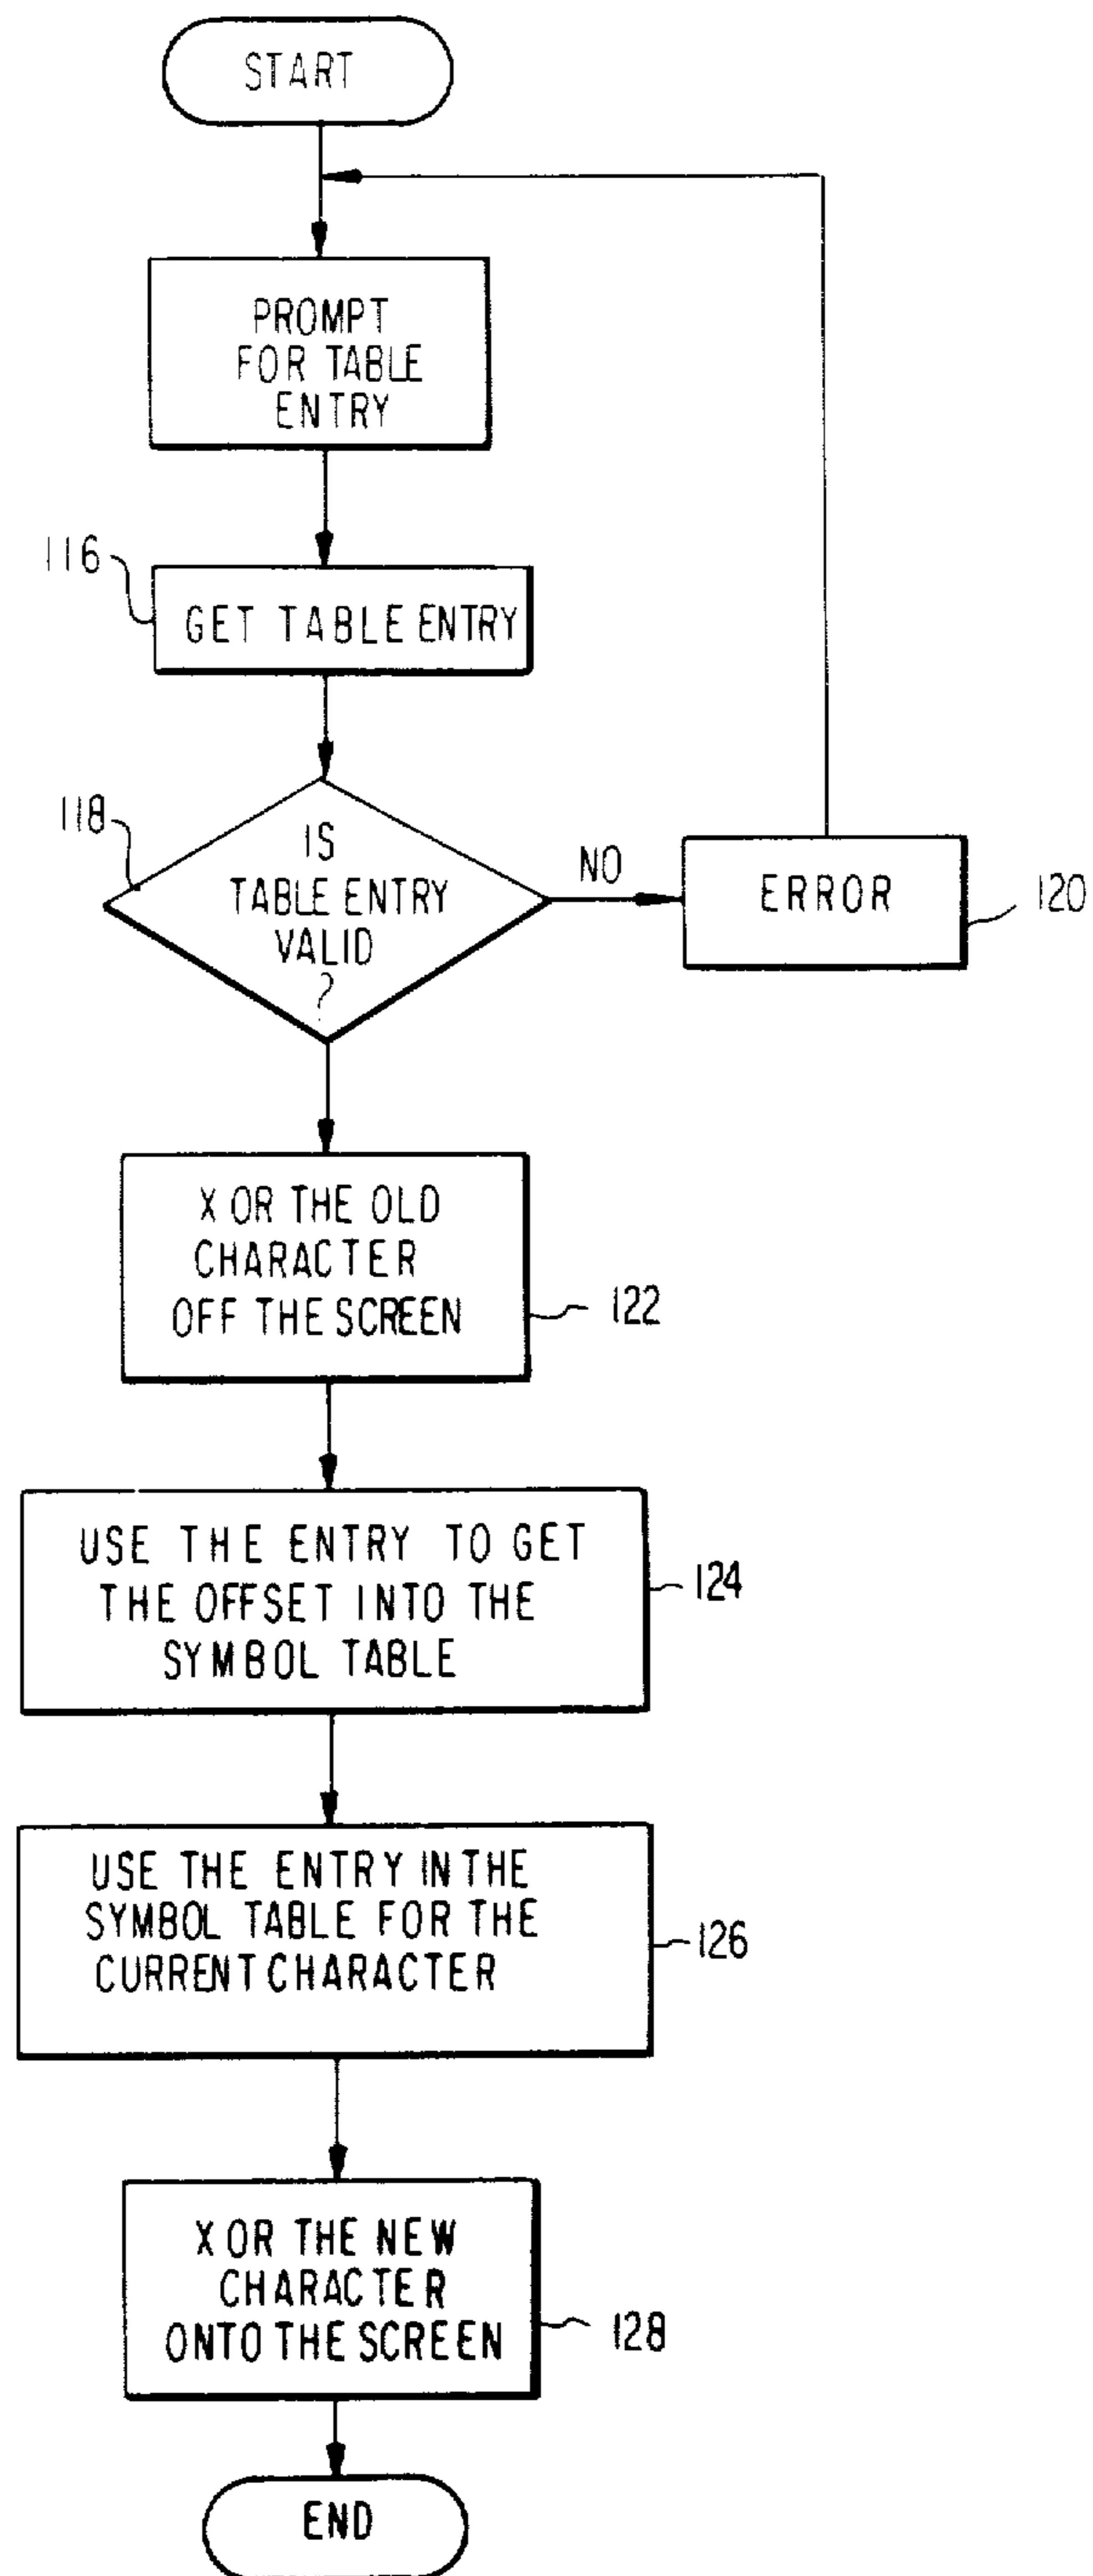 START
PROMPT
FOR TABLE
ENTRY
116
GET TABLE ENTRY
118
IS
TABLE ENTRY
VALID
?
NO
ERROR
120
X OR THE OLD
CHARACTER
OFF THE SCREEN
122
USE THE ENTRY TO GET
THE OFFSET INTO THE
SYMBOL TABLE
124
USE THE ENTRY IN THE
SYMBOL TABLE FOR THE
CURRENT CHARACTER
126
X OR THE NEW
CHARACTER
ONTO THE SCREEN
128
END